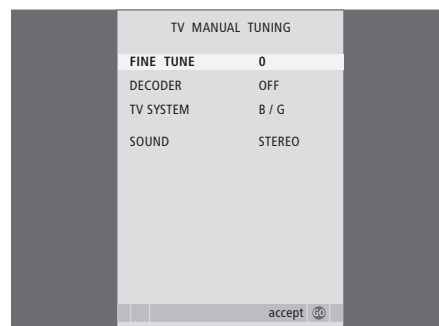 TV MANUAL TUNING
FINE TUNE 0
DECODER OFF
TV SYSTEM B / G
SOUND STEREO
accept GO